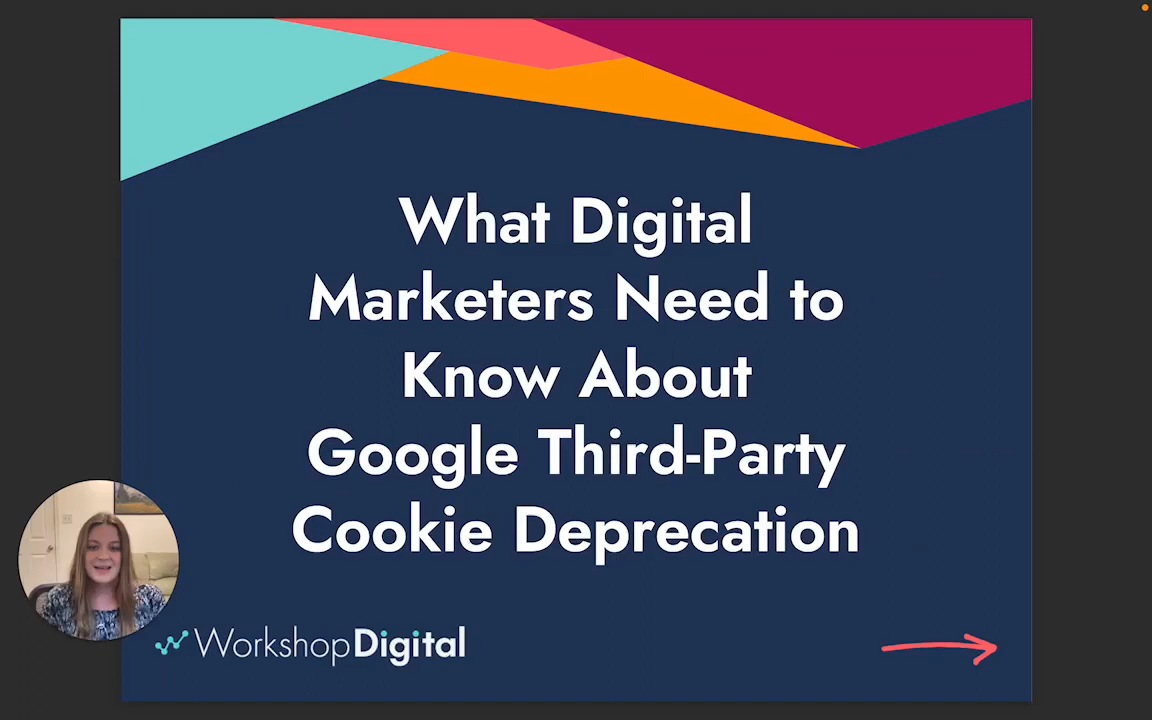 What Digital
Marketers Need to
Know About
Google Third-Party
Cookie Deprecation
WorkshopDigital